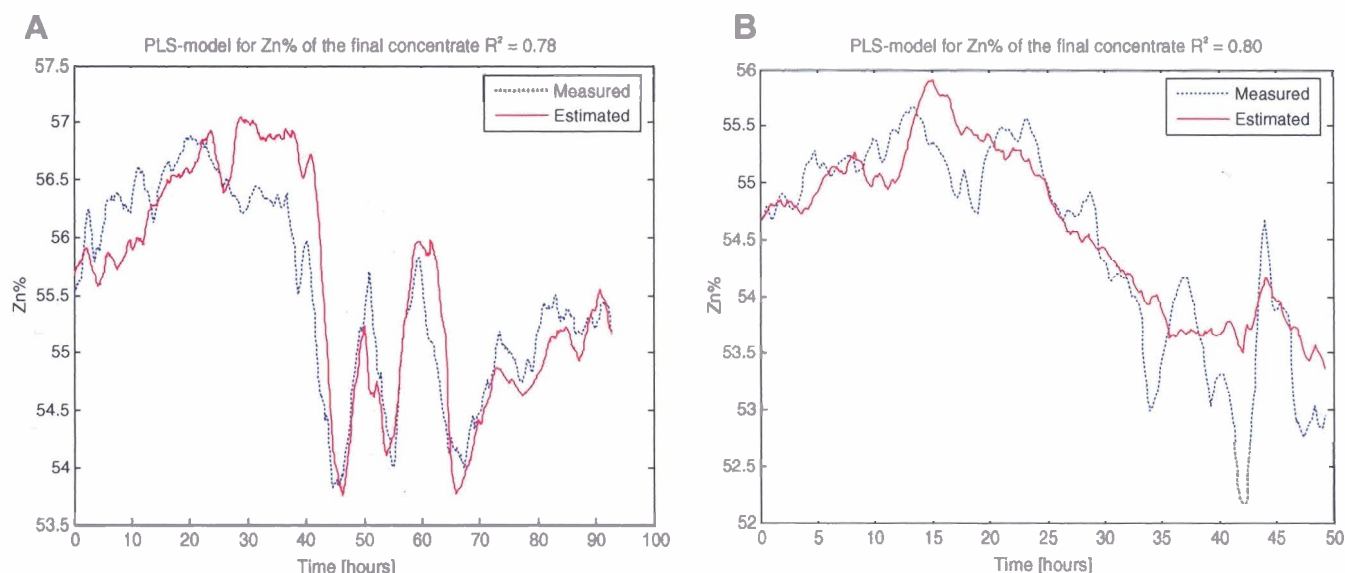 A
PLS-model for Zn% of the final concentrate R² = 0.78
57.5
57
56.5
56
55.5
55
54.5
54
53.5
Zn%
0 10 20 30 40 50 60 70 80 90 100
Time [hours]
Measured
Estimated
B
PLS-model for Zn% of the final concentrate R² = 0.80
56
55.5
55
54.5
54
53.5
53
52.5
52
Zn%
0 5 10 15 20 25 30 35 40 45 50
Time [hours]
Measured
Estimated